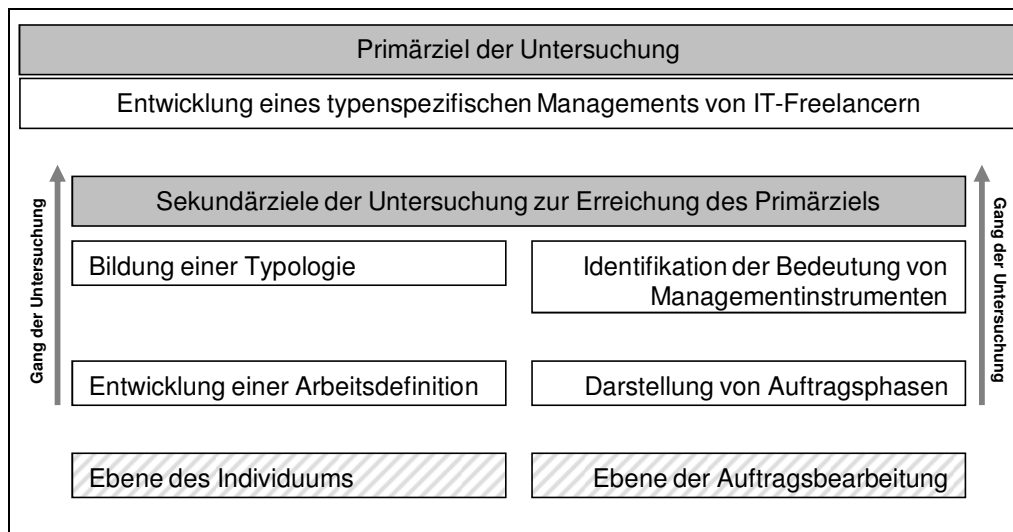 Primärziel der Untersuchung
Entwicklung eines typenspezifischen Managements von IT-Freelancern
Sekundärziele der Untersuchung zur Erreichung des Primärziels
Gang der Untersuchung
Bildung einer Typologie
Identifikation der Bedeutung von
Managementinstrumenten
Gang der Untersuchung
Entwicklung einer Arbeitsdefinition
Darstellung von Auftragsphasen
Ebene des Individuums
Ebene der Auftragsbearbeitung